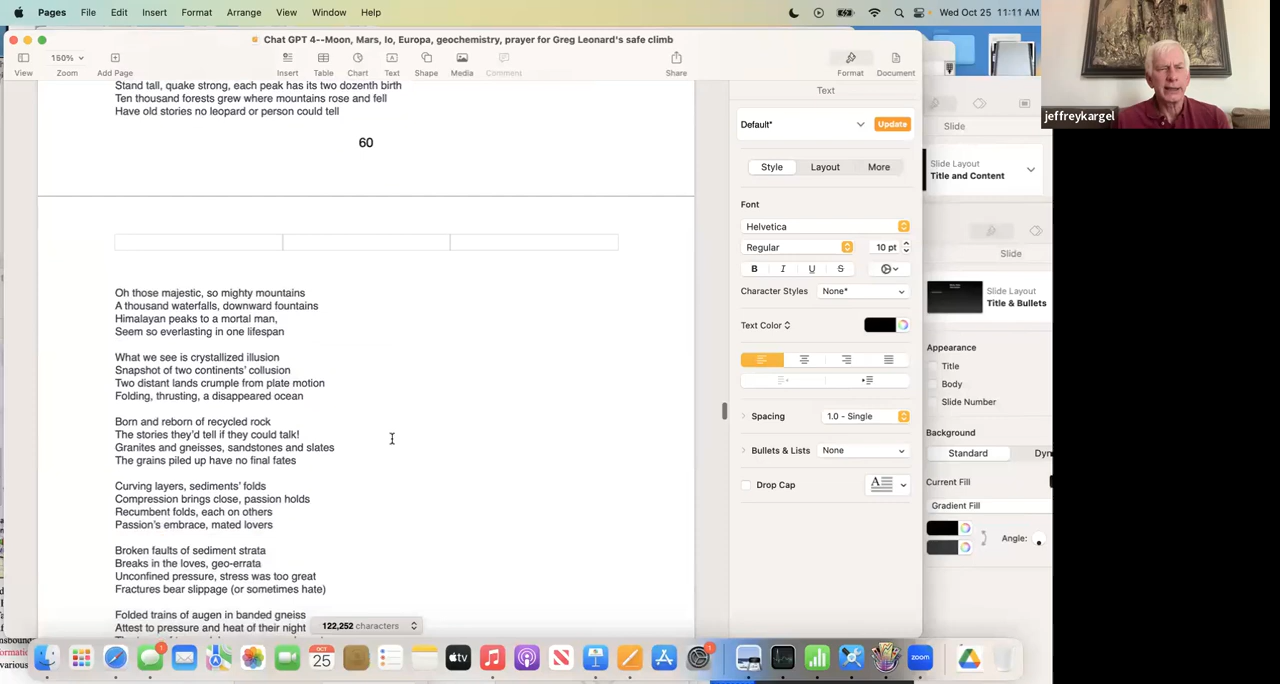 Pages File Edit Insert Format Arrange View Window Help Wed Oct 25 11:11 AM
Chat GPT 4--Moon, Mars, Io, Europa, geochemistry, prayer for Greg Leonard's safe climb
150%
View Zoom Add Page Insert Table Chart Text Shape Media Comment Share Format Document
jeffreykargel
Stand tall, quake strong, each peak has its two dozenth birth
Ten thousand forests grew where mountains rose and fell
Have old stories no leopard or person could tell
60
Oh those majestic, so mighty mountains
A thousand waterfalls, downward fountains
Himalayan peaks to a mortal man,
Seem so everlasting in one lifespan
What we see is crystallized illusion
Snapshot of two continents' collusion
Two distant lands crumple from plate motion
Folding, thrusting, a disappeared ocean
Born and reborn of recycled rock
The stories they'd tell if they could talk!
Granites and gneisses, sandstones and slates
The grains piled up have no final fates
Curving layers, sediments' folds
Compression brings close, passion holds
Recumbent folds, each on others
Passion's embrace, mated lovers
Broken faults of sediment strata
Breaks in the loves, geo-errata
Unconfined pressure, stress was too great
Fractures bear slippage (or sometimes hate)
Folded trains of augen in banded gneiss
Attest to pressure and heat of their night
122,252 characters
Text
Default*
Update
Style Layout More
Font
Helvetica
Regular 10 pt
B I U S
Character Styles None*
Text Color
Spacing 1.0 - Single
Bullets & Lists None
Drop Cap A
Slide
Slide Layout
Title and Content
Slide
Slide Layout
Title & Bullets
Appearance
Title
Body
Slide Number
Background
Standard Dyn
Current Fill
Gradient Fill
Angle:
nsbound
formation
various
1
OCT
25
tv
1
zoom